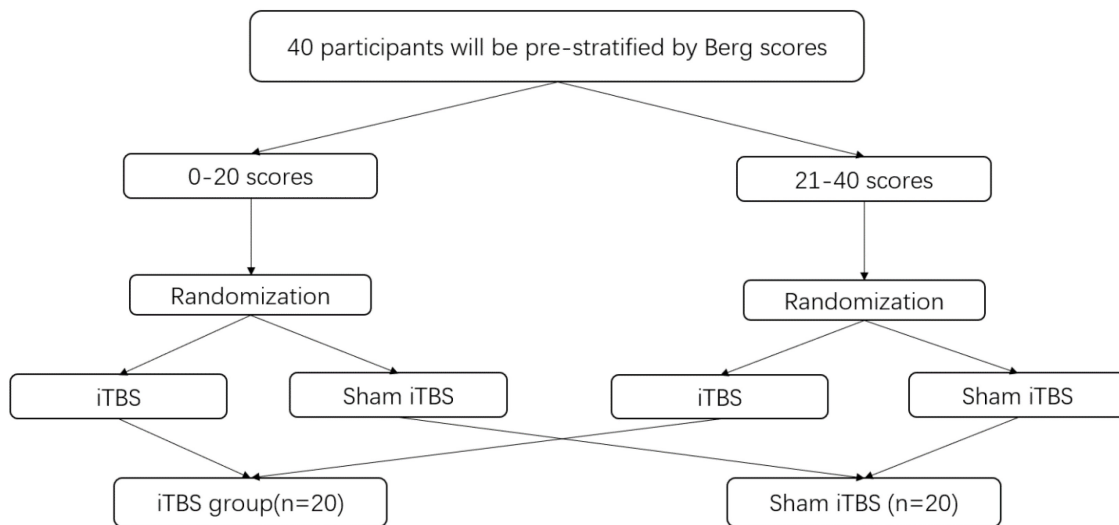 40 participants will be pre-stratified by Berg scores
0-20 scores
21-40 scores
Randomization
Randomization
iTBS
Sham iTBS
iTBS
Sham iTBS
iTBS group(n=20)
Sham iTBS (n=20)